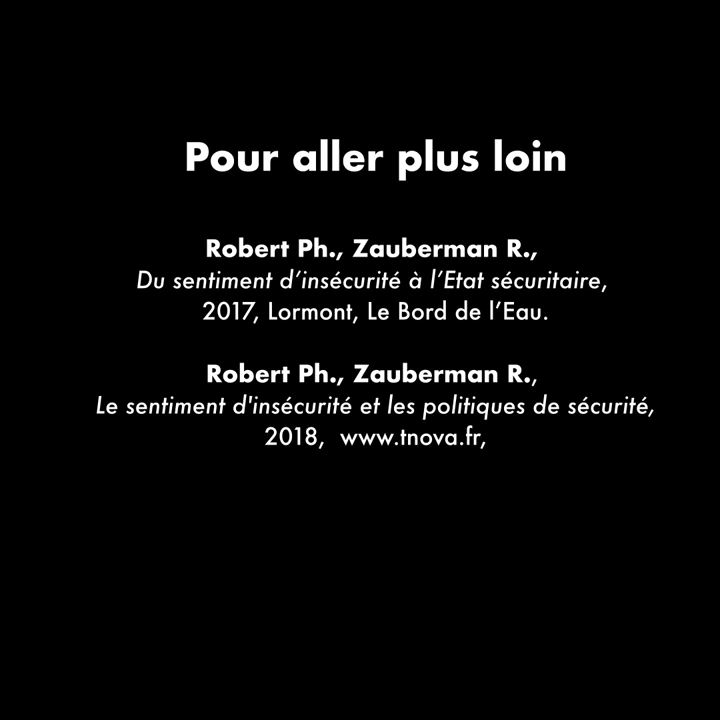 Pour aller plus loin
Robert Ph., Zauberman R.,
Du sentiment d’insécurité à l’Etat sécuritaire,
2017, Lormont, Le Bord de l’Eau.
Robert Ph., Zauberman R.,
Le sentiment d'insécurité et les politiques de sécurité,
2018, www.tnova.fr,